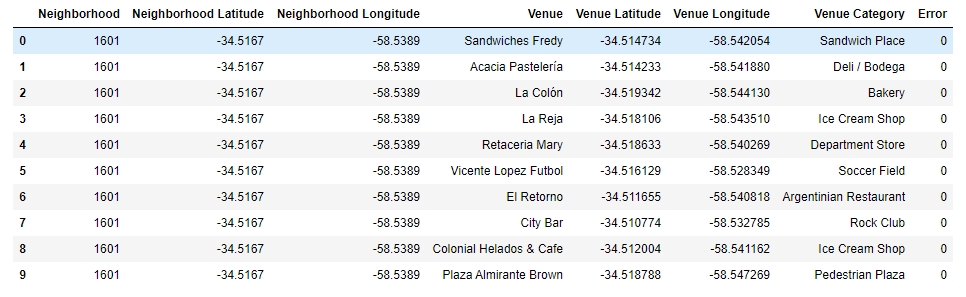 Neighborhood Neighborhood Latitude Neighborhood Longitude Venue Venue Latitude Venue Longitude Venue Category Error
0 1601 -34.5167 -58.5389 Sandwiches Fredy -34.514734 -58.542054 Sandwich Place 0
1 1601 -34.5167 -58.5389 Acacia Pastelería -34.514233 -58.541880 Deli / Bodega 0
2 1601 -34.5167 -58.5389 La Colón -34.519342 -58.544130 Bakery 0
3 1601 -34.5167 -58.5389 La Reja -34.518106 -58.543510 Ice Cream Shop 0
4 1601 -34.5167 -58.5389 Retaceria Mary -34.518633 -58.540269 Department Store 0
5 1601 -34.5167 -58.5389 Vicente Lopez Futbol -34.516129 -58.528349 Soccer Field 0
6 1601 -34.5167 -58.5389 El Retorno -34.511655 -58.540818 Argentinian Restaurant 0
7 1601 -34.5167 -58.5389 City Bar -34.510774 -58.532785 Rock Club 0
8 1601 -34.5167 -58.5389 Colonial Helados & Cafe -34.512004 -58.541162 Ice Cream Shop 0
9 1601 -34.5167 -58.5389 Plaza Almirante Brown -34.518788 -58.547269 Pedestrian Plaza 0